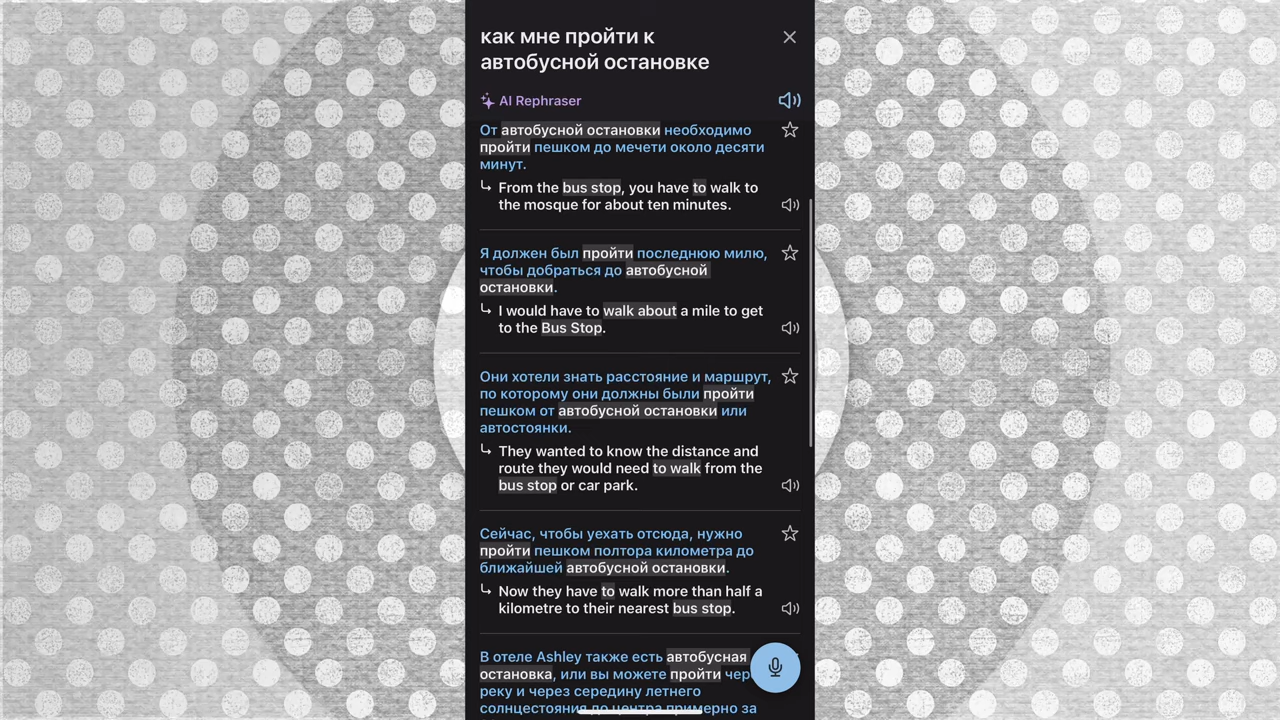 как мне пройти к
автобусной остановке
AI Rephraser
От автобусной остановки необходимо
пройти пешком до мечети около десяти
минут.
From the bus stop, you have to walk to
the mosque for about ten minutes.
Я должен был пройти последнюю милю,
чтобы добраться до автобусной
остановки.
I would have to walk about a mile to get
to the Bus Stop.
Они хотели знать расстояние и маршрут,
по которому они должны были пройти
пешком от автобусной остановки или
автостоянки.
They wanted to know the distance and
route they would need to walk from the
bus stop or car park.
Сейчас, чтобы уехать отсюда, нужно
пройти пешком полтора километра до
ближайшей автобусной остановки.
Now they have to walk more than half a
kilometre to their nearest bus stop.
В отеле Ashley также есть автобусная
остановка, или вы можете пройти
реку и через середину летнего
солнцестояния до центра примерно за